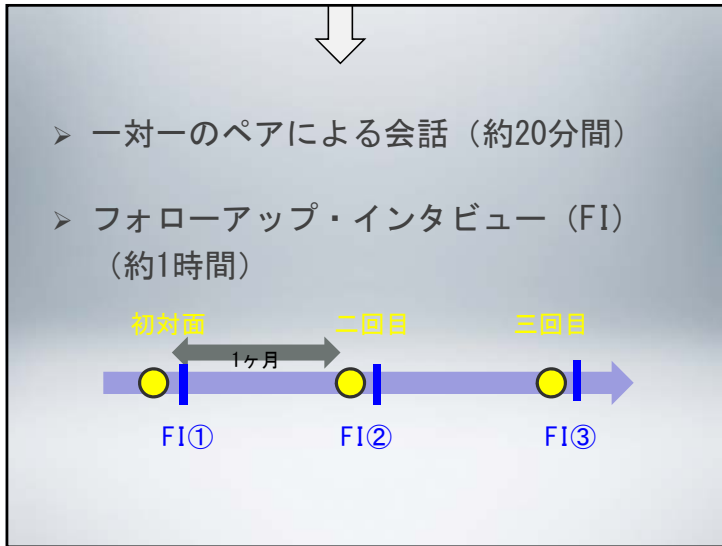 ➢ 一対一のペアによる会話（約20分間）
➢ フォローアップ・インタビュー（FI）
（約1時間）
初対面 二回目 三回目
1ヶ月
FI① FI② FI③